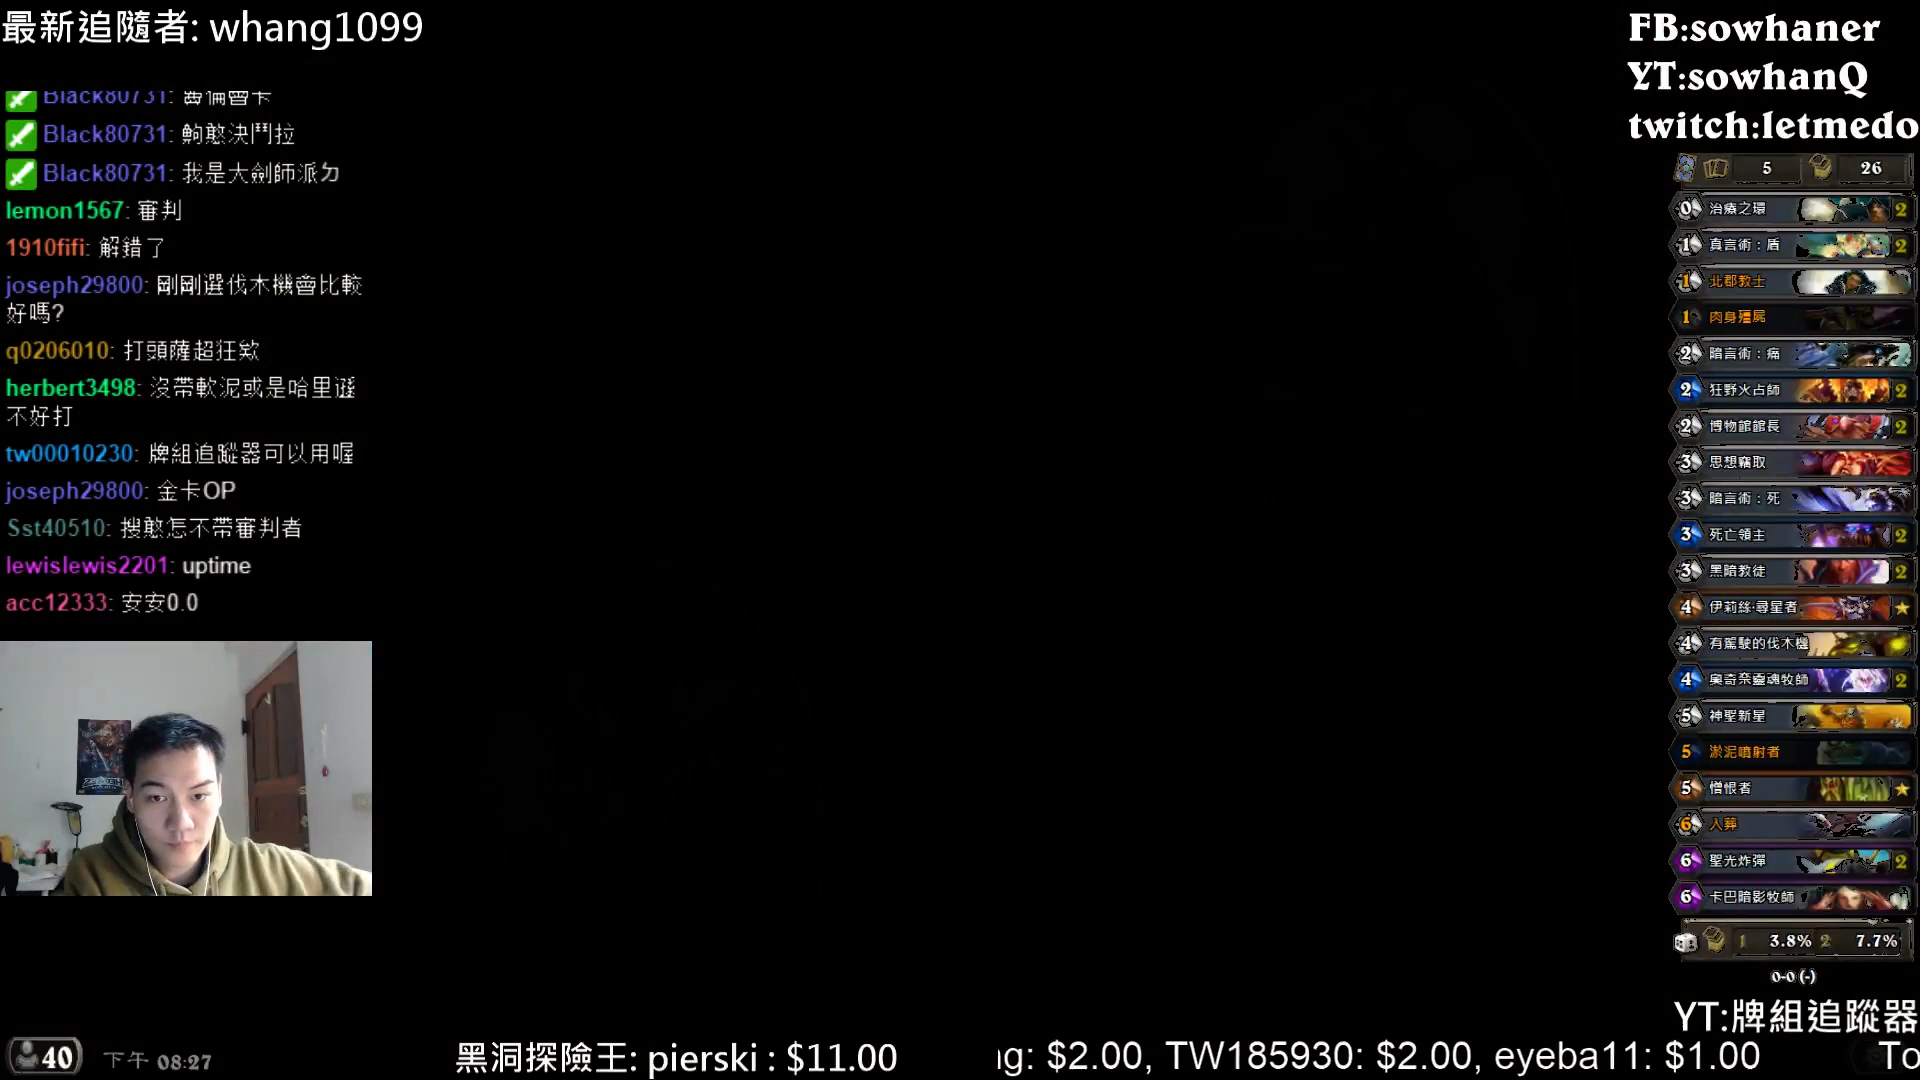 最新追隨者: whang1099
Black80731:
Black80731: 鮈憨決鬥拉
Black80731: 我是大劍師派ㄉ
lemon1567: 審判
1910fifi: 解錯了
joseph29800: 剛剛選伐木機會比較
好嗎?
q0206010: 打頭薩超狂欸
herbert3498: 沒帶軟泥或是哈里遜
不好打
tw00010230: 牌組追蹤器可以用喔
joseph29800: 金卡OP
Sst40510: 搜憨怎不帶審判者
lewislewis2201: uptime
acc12333: 安安0.0
FB:sowhaner
YT:sowhanQ
twitch:letmedo
5 26
0 治療之環 2
1 真言術：盾 2
1 北郡教士
1 肉身殭屍
2 暗言術：痛
2 狂野火占師 2
2 博物館館長 2
3 思想竊取
3 暗言術：死
3 死亡領主 2
3 黑暗教徒 2
4 伊莉絲·尋星者
4 有駕駛的伐木機
4 奧奇奈靈魂牧師 2
5 神聖新星
5 淤泥噴射者
5 憎恨者
6 入葬
6 聖光炸彈 2
6 卡巴暗影牧師
1 3.8% 2 7.7%
0-0 (-)
YT:牌組追蹤器
40 下午 08:27
黑洞探險王: pierski : $11.00
g: $2.00, TW185930: $2.00, eyeba11: $1.00
To